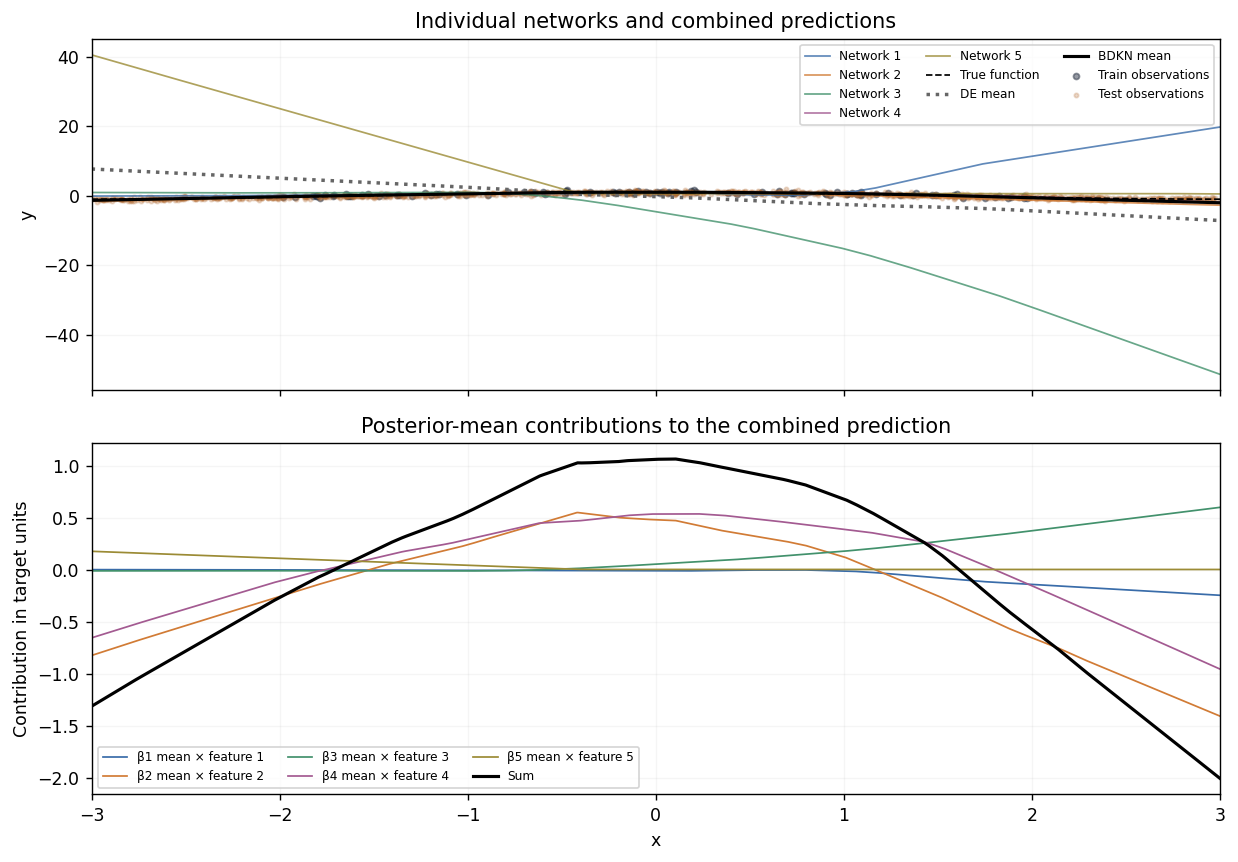 Individual networks and combined predictions
40
20
0
−20
−40
y
Network 1
Network 2
Network 3
Network 4
Network 5
True function
DE mean
BDKN mean
Train observations
Test observations
Posterior-mean contributions to the combined prediction
1.0
0.5
0.0
−0.5
−1.0
−1.5
−2.0
Contribution in target units
β1 mean × feature 1
β2 mean × feature 2
β3 mean × feature 3
β4 mean × feature 4
β5 mean × feature 5
Sum
−3 −2 −1 0 1 2 3
x